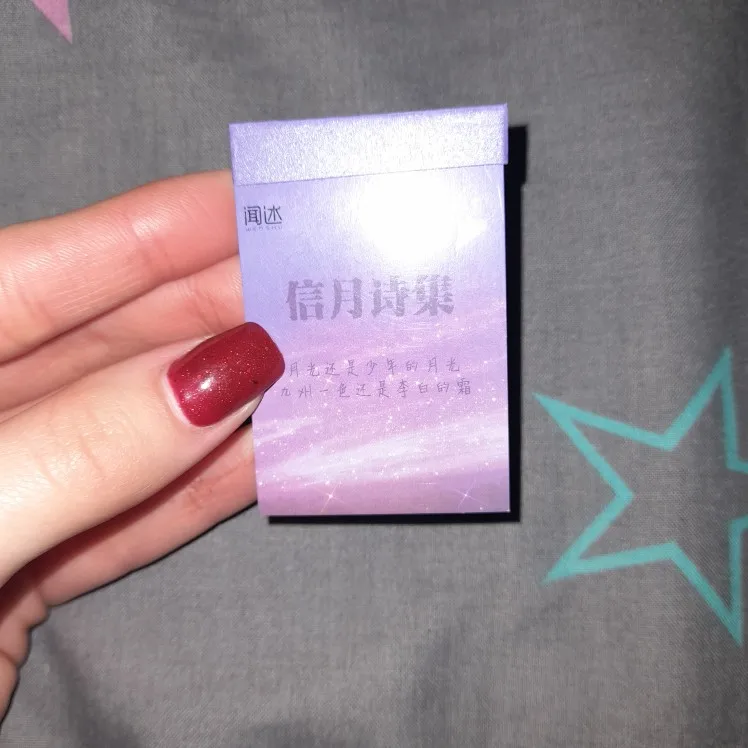 闻述
信月诗集
月光还是少年的月光
九州一色还是李白的霜